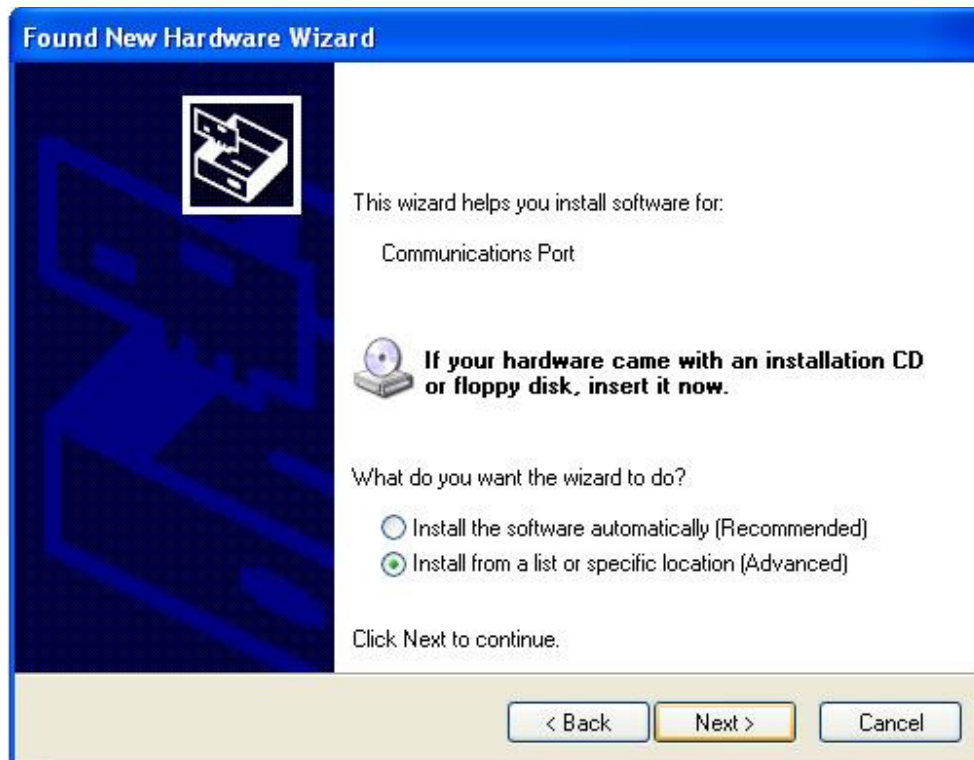 Found New Hardware Wizard
This wizard helps you install software for:
Communications Port
If your hardware came with an installation CD
or floppy disk, insert it now.
What do you want the wizard to do?
Install the software automatically (Recommended)
Install from a list or specific location (Advanced)
Click Next to continue.
< Back Next > Cancel